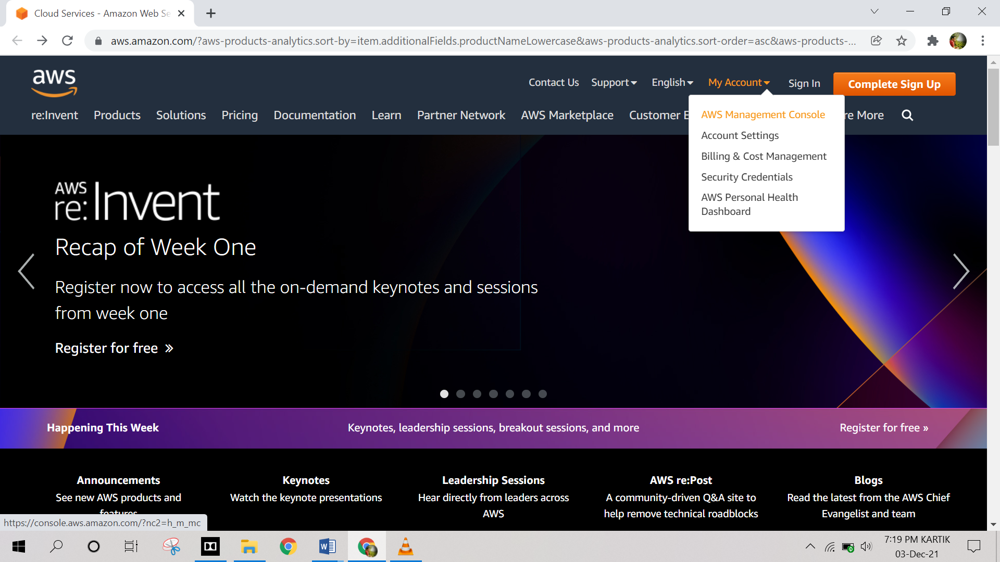 Cloud Services - Amazon Web Se
aws.amazon.com/?aws-products-analytics.sort-by=item.additionalFields.productNameLowercase&aws-products-analytics.sort-order=asc&aws-products-...
aws
Contact Us Support English My Account Sign In Complete Sign Up
re:Invent Products Solutions Pricing Documentation Learn Partner Network AWS Marketplace Customer E re More
AWS Management Console
Account Settings
Billing & Cost Management
Security Credentials
AWS Personal Health
Dashboard
AWS
re:Invent
Recap of Week One
Register now to access all the on-demand keynotes and sessions
from week one
Register for free »
Happening This Week Keynotes, leadership sessions, breakout sessions, and more Register for free »
Announcements
See new AWS products and
features
Keynotes
Watch the keynote presentations
Leadership Sessions
Hear directly from leaders across
AWS
AWS re:Post
A community-driven Q&A site to
help remove technical roadblocks
Blogs
Read the latest from the AWS Chief
Evangelist and team
https://console.aws.amazon.com/?nc2=h_m_mc
W
7:19 PM KARTIK
03-Dec-21